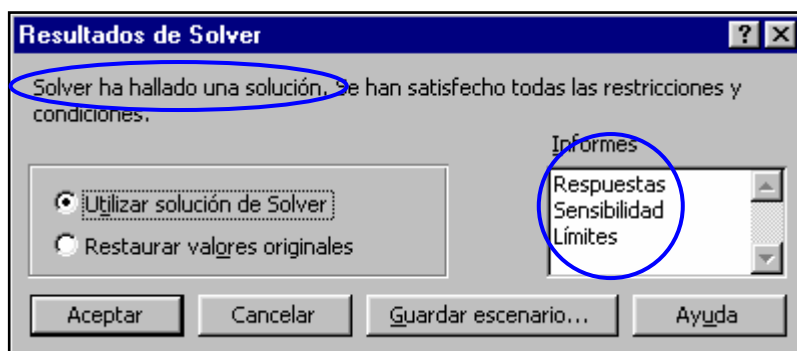 Resultados de Solver
? X
Solver ha hallado una solución. Se han satisfecho todas las restricciones y
condiciones.
Informes
Respuestas
Sensibilidad
Límites
Utilizar solución de Solver
Restaurar valores originales
Aceptar Cancelar Guardar escenario... Ayuda